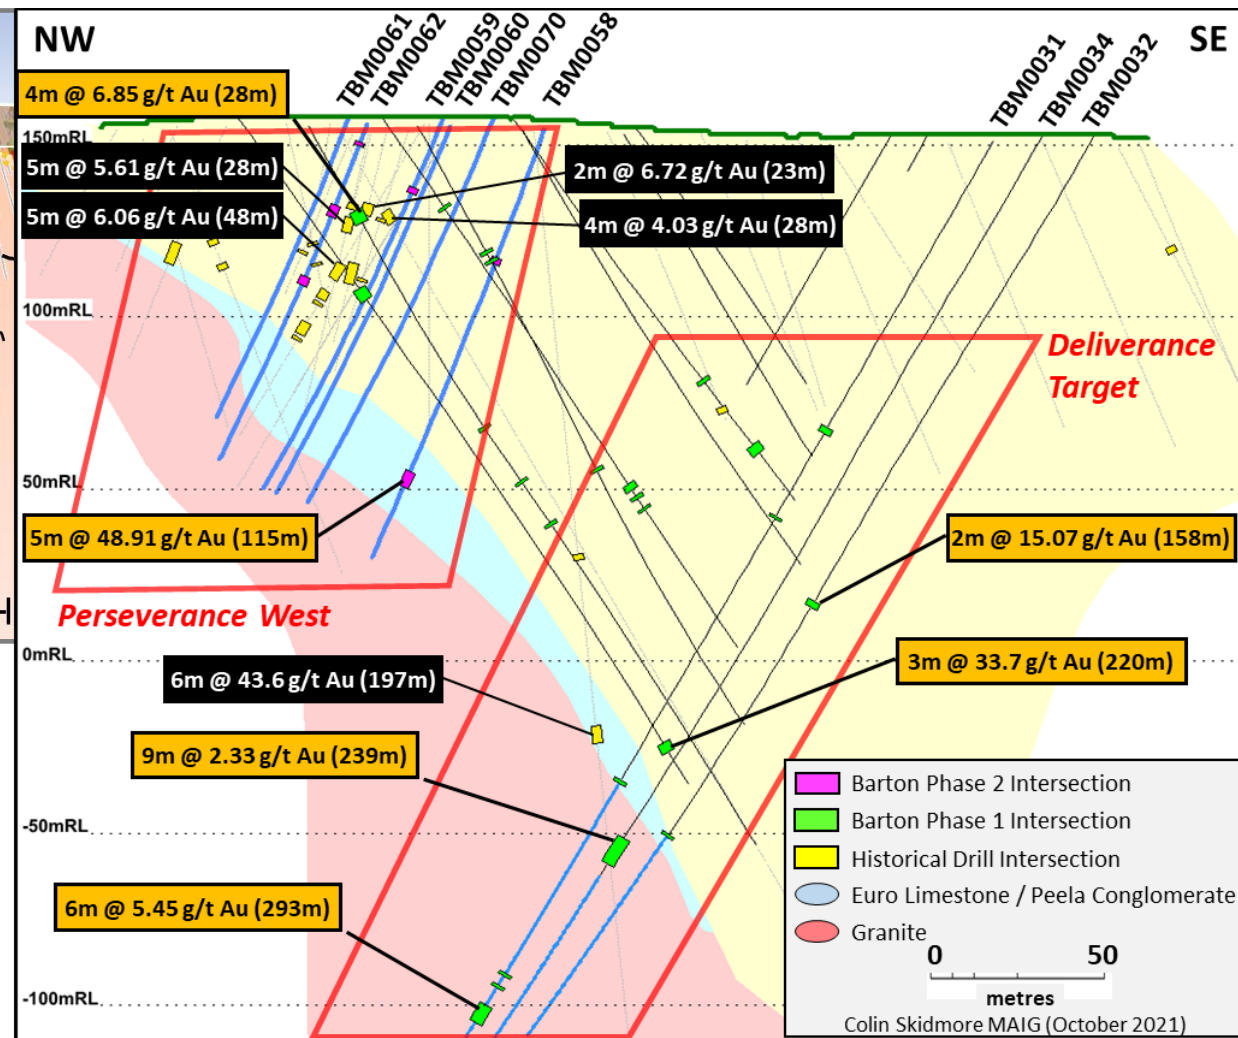 NW
SE
TBM0061
TBM0062
TBM0059
TBM0060
TBM0070
TBM0058
TBM0031
TBM0034
TBM0032
4m @ 6.85 g/t Au (28m)
150mRL
5m @ 5.61 g/t Au (28m)
2m @ 6.72 g/t Au (23m)
5m @ 6.06 g/t Au (48m)
4m @ 4.03 g/t Au (28m)
100mRL
Deliverance
Target
50mRL
5m @ 48.91 g/t Au (115m)
2m @ 15.07 g/t Au (158m)
Perseverance West
0mRL
3m @ 33.7 g/t Au (220m)
6m @ 43.6 g/t Au (197m)
9m @ 2.33 g/t Au (239m)
-50mRL
6m @ 5.45 g/t Au (293m)
-100mRL
Barton Phase 2 Intersection
Barton Phase 1 Intersection
Historical Drill Intersection
Euro Limestone / Peela Conglomerate
Granite
0 50
metres
Colin Skidmore MAIG (October 2021)